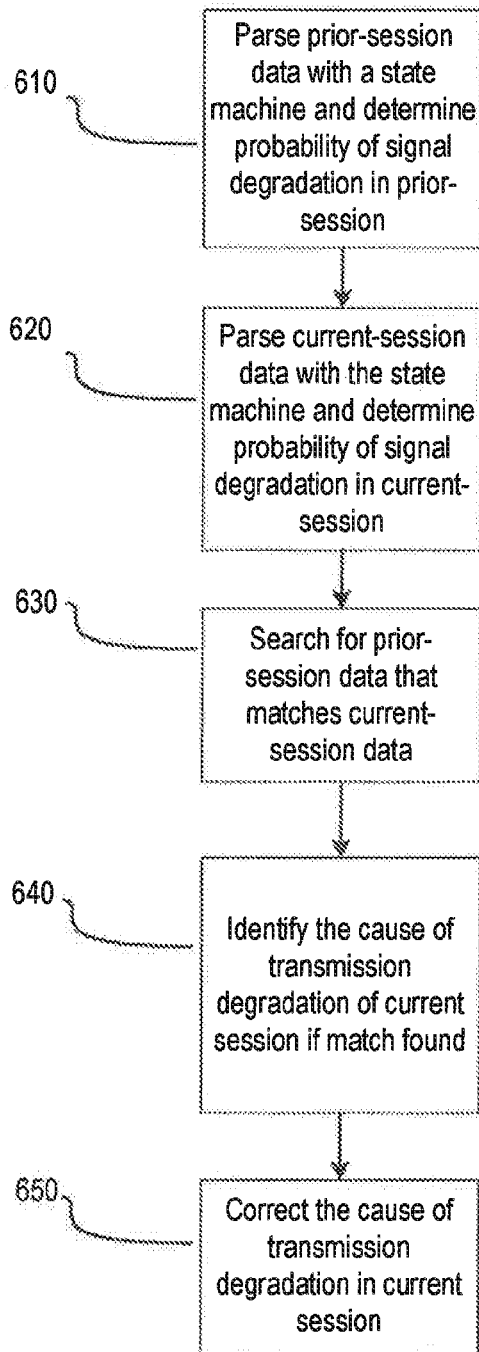 610
Parse prior-session
data with a state
machine and determine
probability of signal
degradation in prior-
session
620
Parse current-session
data with the state
machine and determine
probability of signal
degradation in current-
session
630
Search for prior-
session data that
matches current-
session data
640
Identify the cause of
transmission
degradation of current
session if match found
650
Correct the cause of
transmission
degradation in current
session